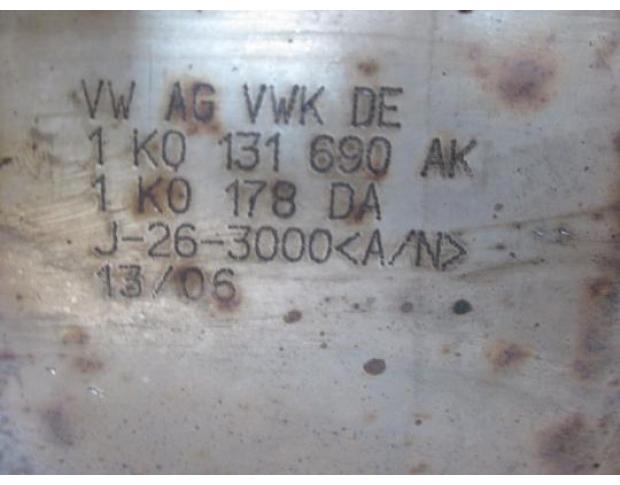 VW AG VWK DE
1 K0 131 690 AK
1 K0 178 DA
J-26-3000<A/N>
13/06